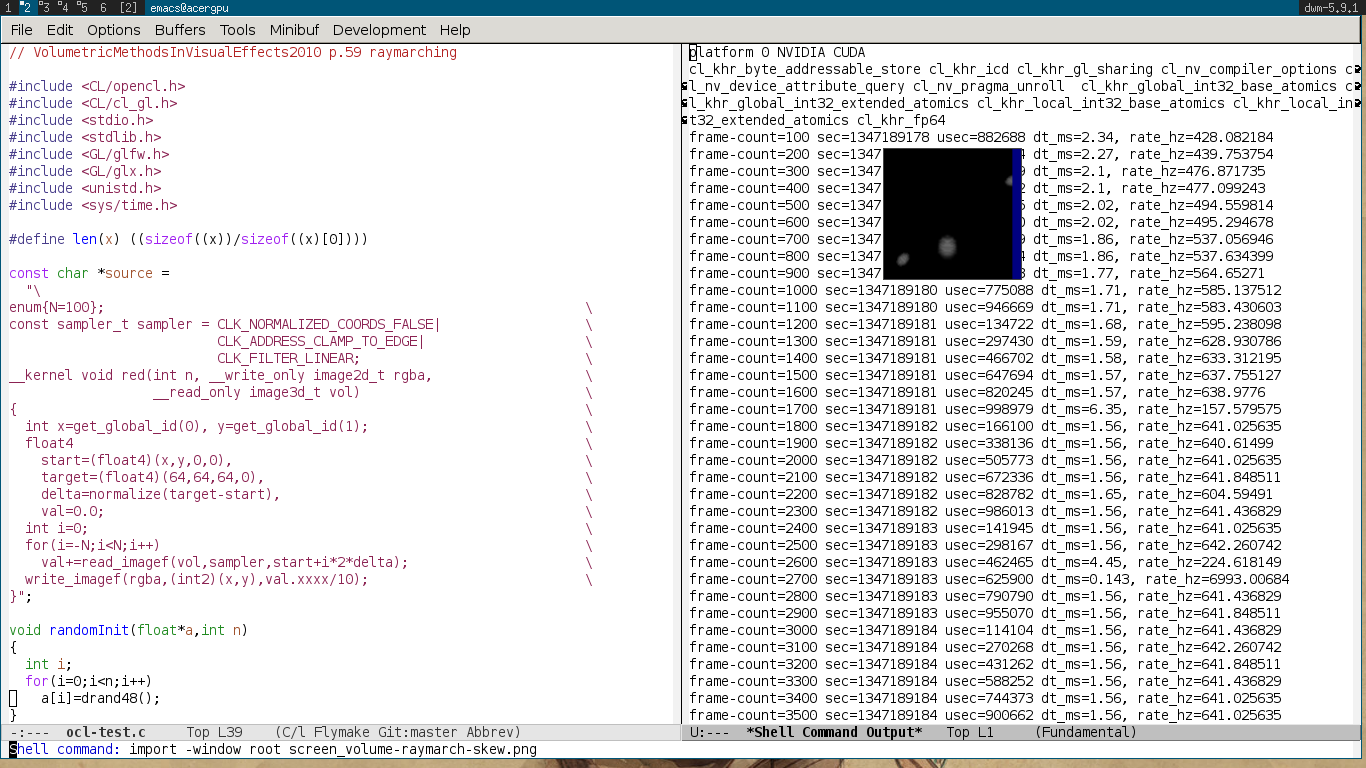 1 2 3 4 5 6 [2] emacs@acergpu dwm-5.9.1
File Edit Options Buffers Tools Minibuf Development Help
// VolumetricMethodsInVisualEffects2010 p.59 raymarching
#include <CL/opencl.h>
#include <CL/cl_gl.h>
#include <stdio.h>
#include <stdlib.h>
#include <GL/glfw.h>
#include <GL/glx.h>
#include <unistd.h>
#include <sys/time.h>
#define len(x) ((sizeof((x))/sizeof((x)[0])))
const char *source =
"\
enum{N=100}; \
const sampler_t sampler = CLK_NORMALIZED_COORDS_FALSE| \
CLK_ADDRESS_CLAMP_TO_EDGE| \
CLK_FILTER_LINEAR; \
__kernel void red(int n, __write_only image2d_t rgba, \
__read_only image3d_t vol) \
{ \
int x=get_global_id(0), y=get_global_id(1); \
float4 \
start=(float4)(x,y,0,0), \
target=(float4)(64,64,64,0), \
delta=normalize(target-start), \
val=0.0; \
int i=0; \
for(i=-N;i<N;i++) \
val+=read_imagef(vol,sampler,start+i*2*delta); \
write_imagef(rgba,(int2)(x,y),val.xxxx/10); \
}";
void randomInit(float*a,int n)
{
int i;
for(i=0;i<n;i++)
a[i]=drand48();
}
-:--- ocl-test.c Top L39 (C/l Flymake Git:master Abbrev)
platform 0 NVIDIA CUDA
cl_khr_byte_addressable_store cl_khr_icd cl_khr_gl_sharing cl_nv_compiler_options c
l_nv_device_attribute_query cl_nv_pragma_unroll cl_khr_global_int32_base_atomics c
l_khr_global_int32_extended_atomics cl_khr_local_int32_base_atomics cl_khr_local_in
t32_extended_atomics cl_khr_fp64
frame-count=100 sec=1347189178 usec=882688 dt_ms=2.34, rate_hz=428.082184
frame-count=200 sec=1347 dt_ms=2.27, rate_hz=439.753754
frame-count=300 sec=1347 dt_ms=2.1, rate_hz=476.871735
frame-count=400 sec=1347 dt_ms=2.1, rate_hz=477.099243
frame-count=500 sec=1347 dt_ms=2.02, rate_hz=494.559814
frame-count=600 sec=1347 dt_ms=2.02, rate_hz=495.294678
frame-count=700 sec=1347 dt_ms=1.86, rate_hz=537.056946
frame-count=800 sec=1347 dt_ms=1.86, rate_hz=537.634399
frame-count=900 sec=1347 dt_ms=1.77, rate_hz=564.65271
frame-count=1000 sec=1347189180 usec=775088 dt_ms=1.71, rate_hz=585.137512
frame-count=1100 sec=1347189180 usec=946669 dt_ms=1.71, rate_hz=583.430603
frame-count=1200 sec=1347189181 usec=134722 dt_ms=1.68, rate_hz=595.238098
frame-count=1300 sec=1347189181 usec=297430 dt_ms=1.59, rate_hz=628.930786
frame-count=1400 sec=1347189181 usec=466702 dt_ms=1.58, rate_hz=633.312195
frame-count=1500 sec=1347189181 usec=647694 dt_ms=1.57, rate_hz=637.755127
frame-count=1600 sec=1347189181 usec=820245 dt_ms=1.57, rate_hz=638.9776
frame-count=1700 sec=1347189181 usec=998979 dt_ms=6.35, rate_hz=157.579575
frame-count=1800 sec=1347189182 usec=166100 dt_ms=1.56, rate_hz=641.025635
frame-count=1900 sec=1347189182 usec=338136 dt_ms=1.56, rate_hz=640.61499
frame-count=2000 sec=1347189182 usec=505773 dt_ms=1.56, rate_hz=641.025635
frame-count=2100 sec=1347189182 usec=672336 dt_ms=1.56, rate_hz=641.848511
frame-count=2200 sec=1347189182 usec=828782 dt_ms=1.65, rate_hz=604.59491
frame-count=2300 sec=1347189182 usec=986013 dt_ms=1.56, rate_hz=641.436829
frame-count=2400 sec=1347189183 usec=141945 dt_ms=1.56, rate_hz=641.025635
frame-count=2500 sec=1347189183 usec=298167 dt_ms=1.56, rate_hz=642.260742
frame-count=2600 sec=1347189183 usec=462465 dt_ms=4.45, rate_hz=224.618149
frame-count=2700 sec=1347189183 usec=625900 dt_ms=0.143, rate_hz=6993.00684
frame-count=2800 sec=1347189183 usec=790790 dt_ms=1.56, rate_hz=641.436829
frame-count=2900 sec=1347189183 usec=955070 dt_ms=1.56, rate_hz=641.848511
frame-count=3000 sec=1347189184 usec=114104 dt_ms=1.56, rate_hz=641.436829
frame-count=3100 sec=1347189184 usec=270268 dt_ms=1.56, rate_hz=642.260742
frame-count=3200 sec=1347189184 usec=431262 dt_ms=1.56, rate_hz=641.848511
frame-count=3300 sec=1347189184 usec=588252 dt_ms=1.56, rate_hz=641.436829
frame-count=3400 sec=1347189184 usec=744373 dt_ms=1.56, rate_hz=641.025635
frame-count=3500 sec=1347189184 usec=900662 dt_ms=1.56, rate_hz=641.025635
U:--- *Shell Command Output* Top L1 (Fundamental)
Shell command: import -window root screen_volume-raymarch-skew.png